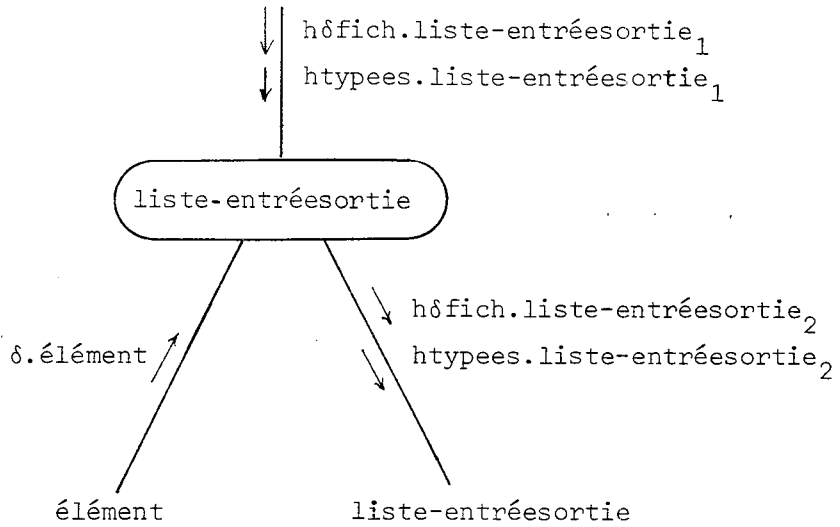 hδfich.liste-entréesortie₁
htypees.liste-entréesortie₁
liste-entréesortie
hδfich.liste-entréesortie₂
δ.élément
htypees.liste-entréesortie₂
élément
liste-entréesortie